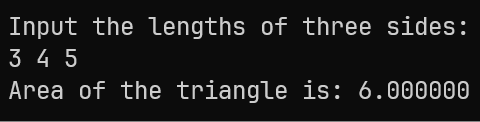 Input the lengths of three sides:
3 4 5
Area of the triangle is: 6.000000